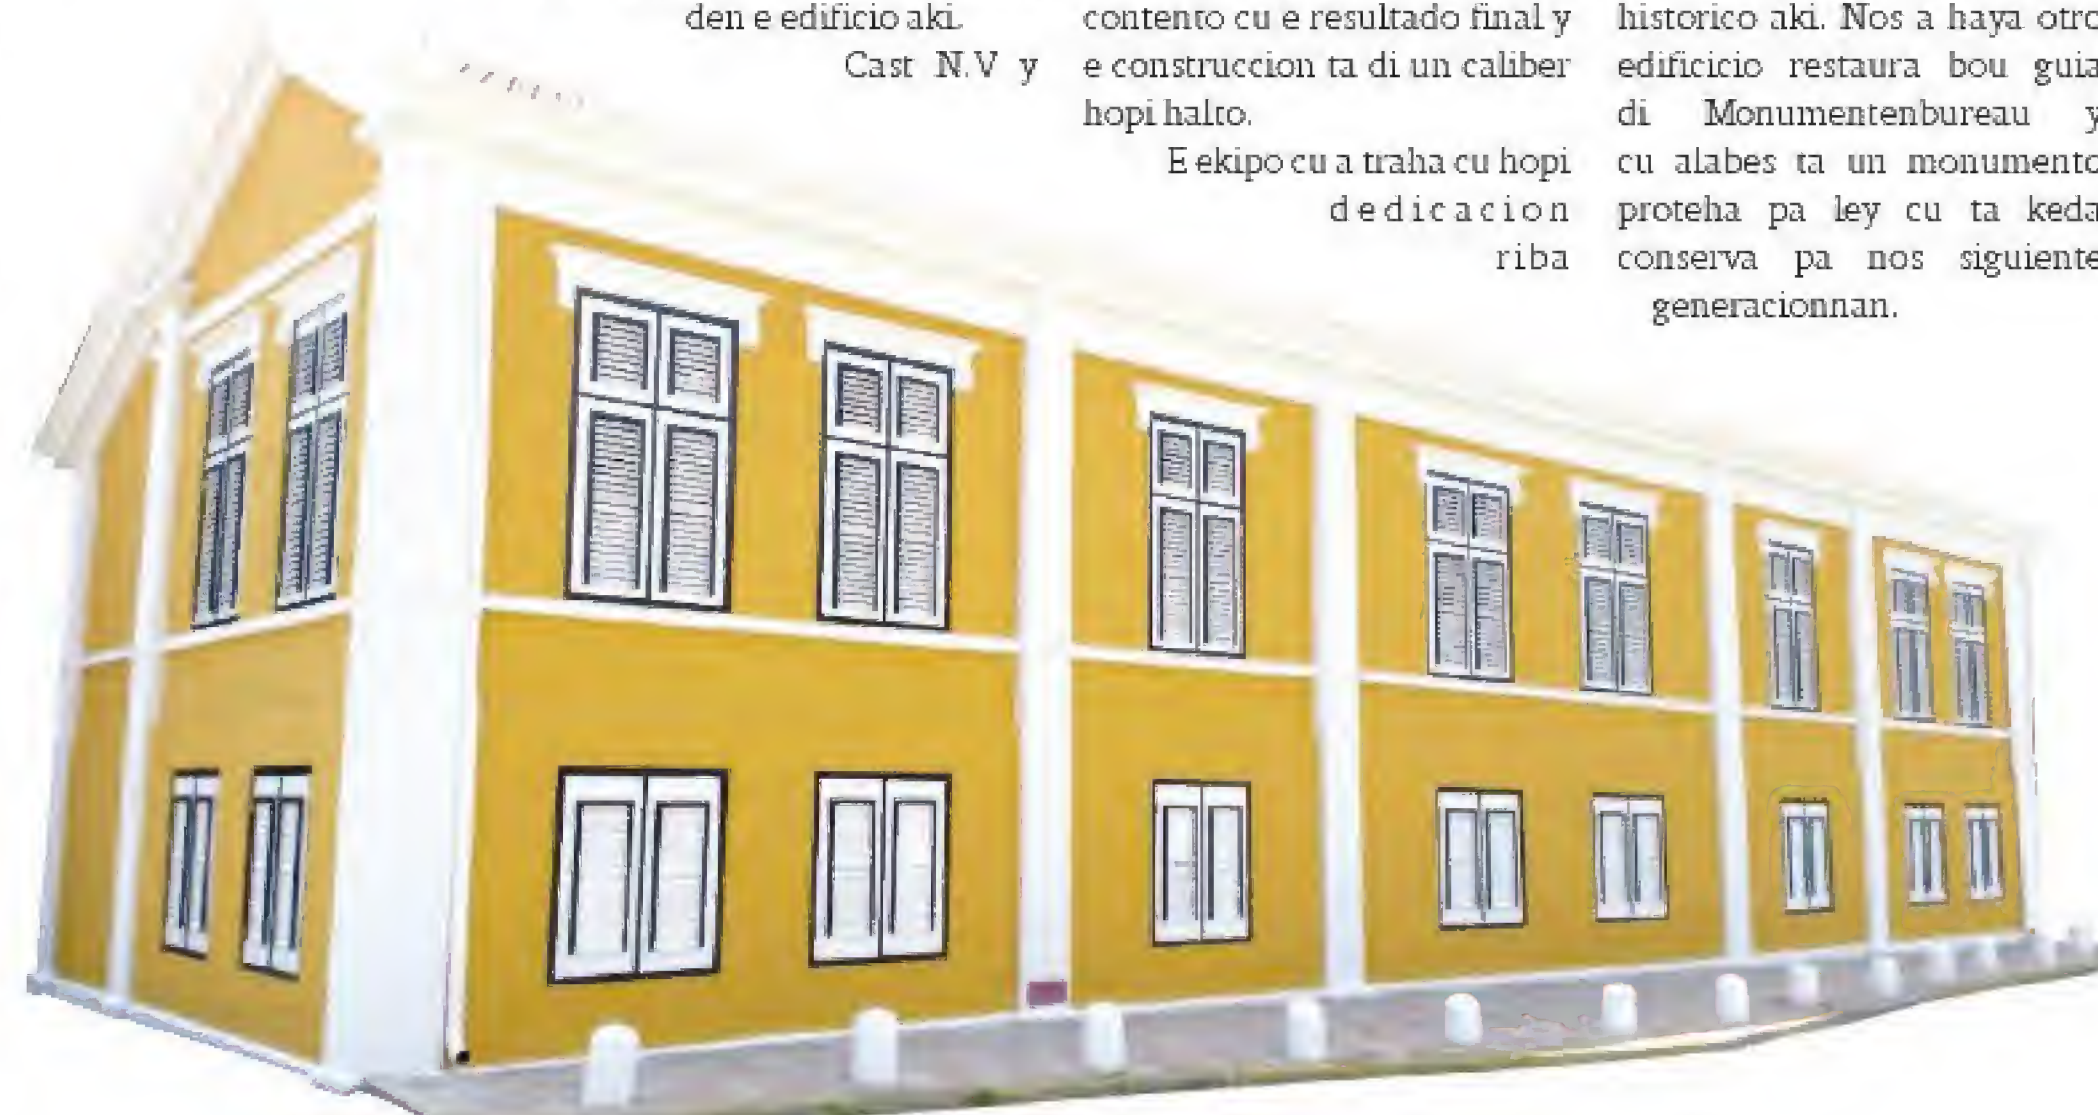 den e edificio aki.
Cast N.V y
contento cu e resultado final y
e construccion ta di un caliber
hopi halto.
E ekipo cu a traha cu hopi
dedicacion
riba
historico aki. Nos a haya otro
edificicio restaura bou guia
di Monumentenbureau y
cu alabes ta un monumento
proteha pa ley cu ta keda
conserva pa nos siguiente
generacionnan.